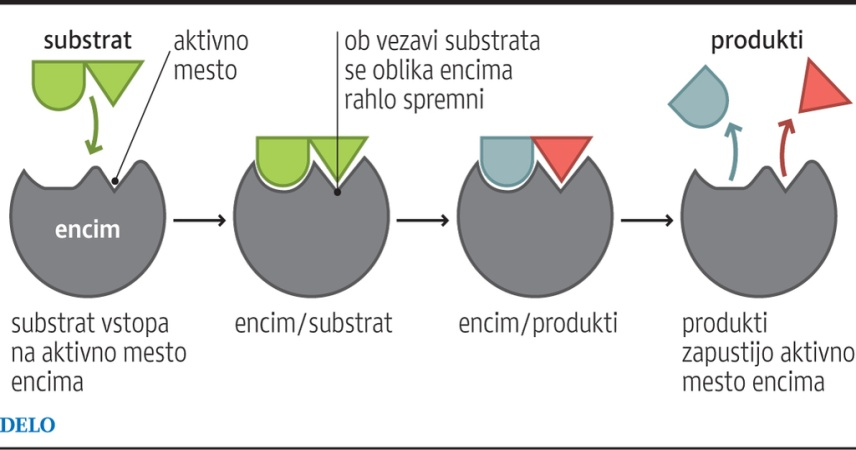 substrat
aktivno
mesto
ob vezavi substrata
se oblika encima
rahlo spremni
produkti
encim
substrat vstopa
na aktivno mesto
encima
encim/substrat
encim/produkti
produkti
zapustijo aktivno
mesto encima
DELO